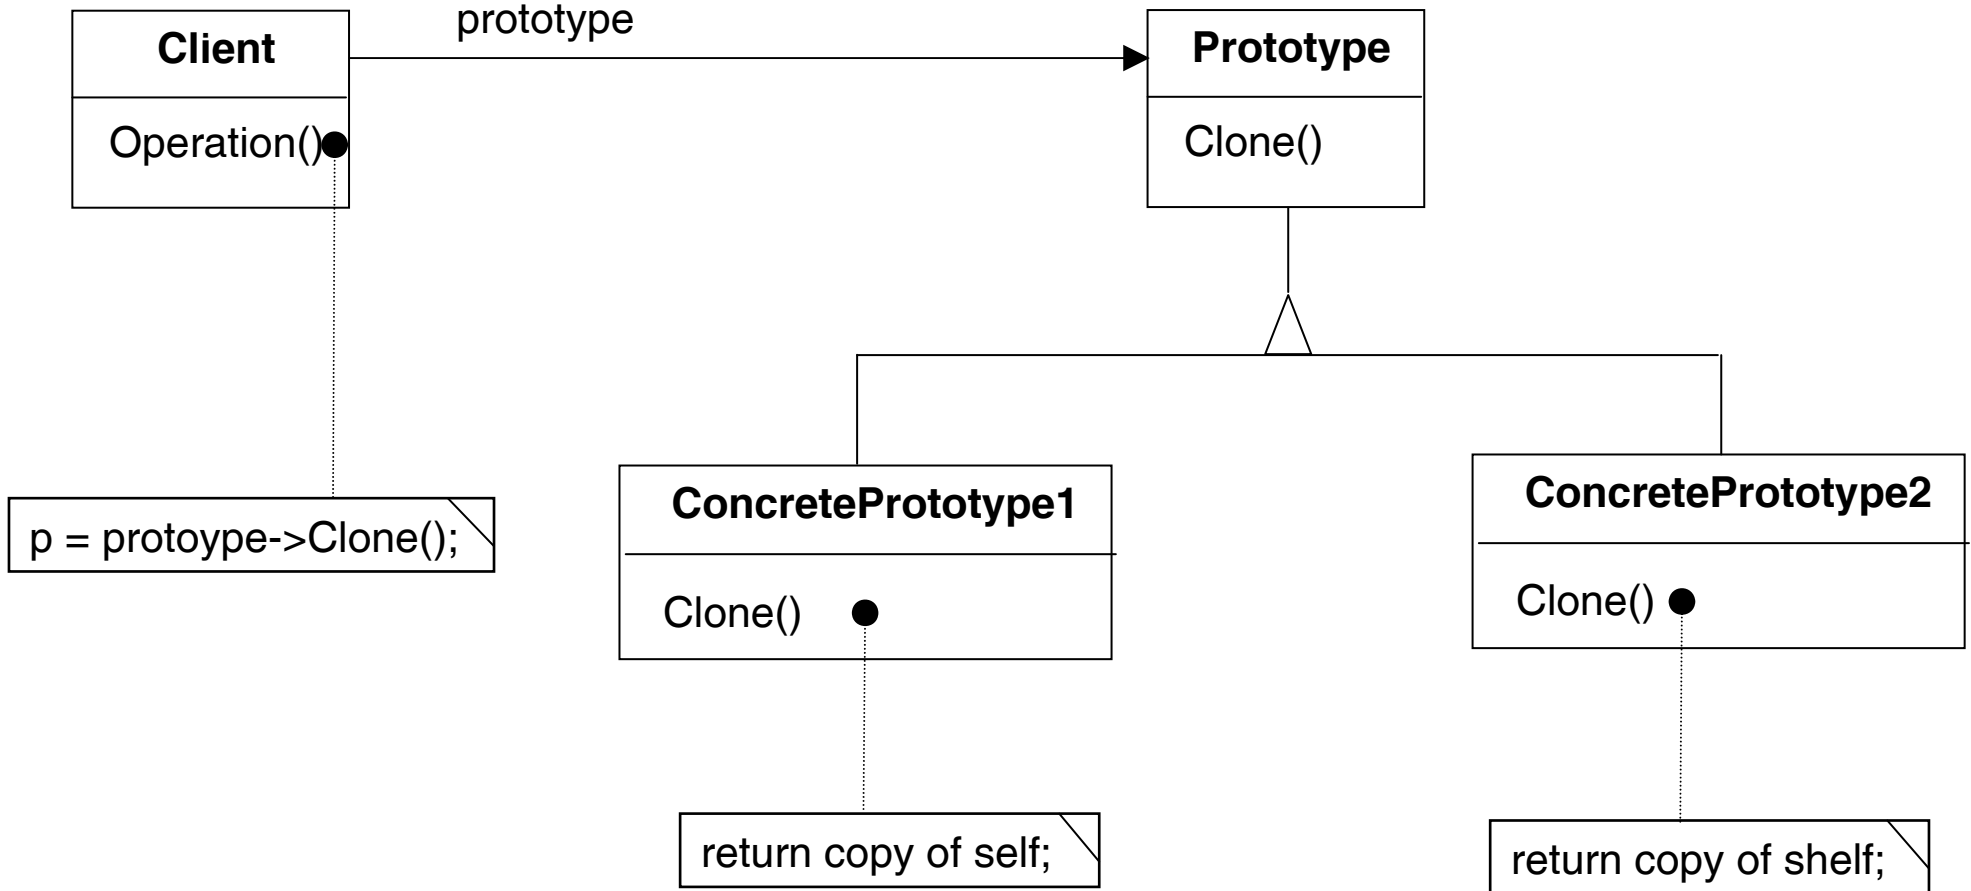 prototype
Client
Prototype
Operation()
Clone()
ConcretePrototype1
ConcretePrototype2
p = protoype->Clone();
Clone()
Clone()
return copy of self;
return copy of shelf;